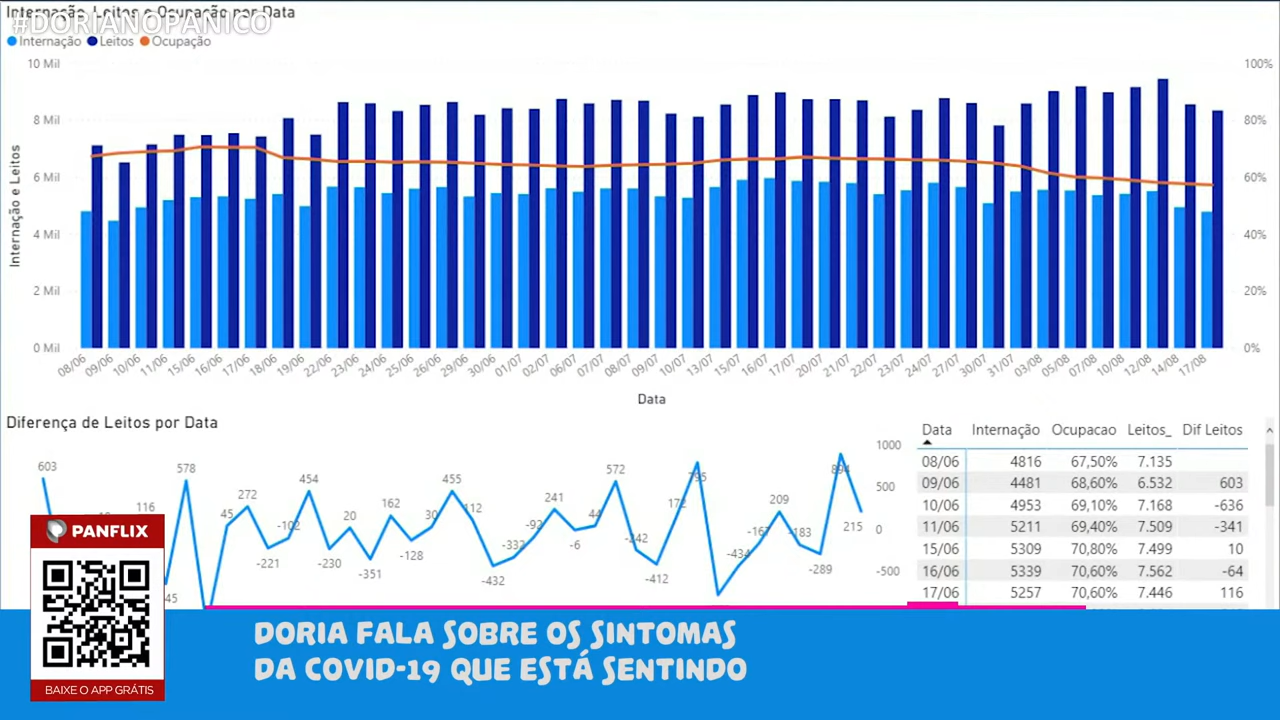 Internação, Leitos e Ocupação por Data
#DORIANOPANICO
Internação Leitos Ocupação
10 Mil
8 Mil
6 Mil
4 Mil
2 Mil
0 Mil
Internação e Leitos
100%
80%
60%
40%
20%
0%
08/06 09/06 10/06 11/06 15/06 16/06 17/06 18/06 19/06 22/06 23/06 24/06 25/06 26/06 29/06 30/06 01/07 02/07 06/07 07/07 08/07 09/07 10/07 13/07 15/07 16/07 17/07 20/07 21/07 22/07 23/07 24/07 27/07 30/07 31/07 03/08 05/08 07/08 10/08 12/08 14/08 17/08
Data
Diferença de Leitos por Data
603
116
45
578
45
272
-221
-102
454
-230
20
-351
162
-128
30
455
112
-432
-332
-92
241
-6
44
572
-242
-412
172
795
-434
-167
209
-183
-289
894
215
1000
500
0
-500
Data Internação Ocupacao Leitos_ Dif Leitos
08/06 4816 67,50% 7.135
09/06 4481 68,60% 6.532 603
10/06 4953 69,10% 7.168 -636
11/06 5211 69,40% 7.509 -341
15/06 5309 70,80% 7.499 10
16/06 5339 70,60% 7.562 -64
17/06 5257 70,60% 7.446 116
PANFLIX
BAIXE O APP GRÁTIS
DORIA FALA SOBRE OS SINTOMAS
DA COVID-19 QUE ESTÁ SENTINDO